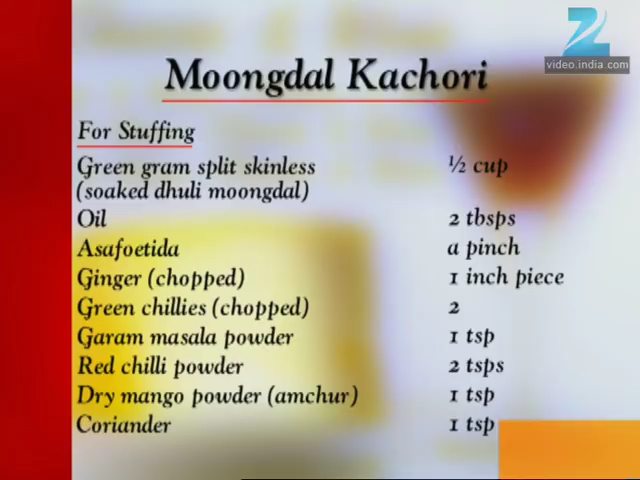 video.india.com
Moongdal Kachori
For Stuffing
Green gram split skinless ½ cup
(soaked dhuli moongdal)
Oil 2 tbsps
Asafoetida a pinch
Ginger (chopped) 1 inch piece
Green chillies (chopped) 2
Garam masala powder 1 tsp
Red chilli powder 2 tsps
Dry mango powder (amchur) 1 tsp
Coriander 1 tsp